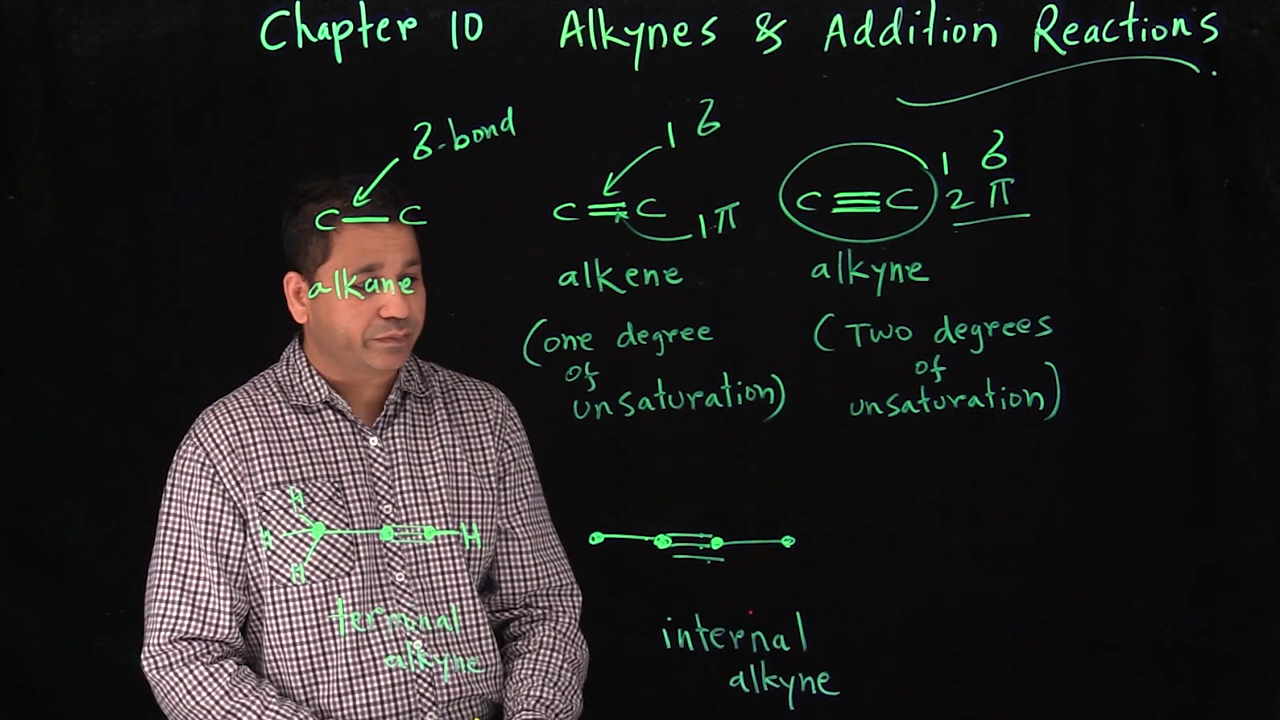 Chapter 10 Alkynes & Addition Reactions.
σ-bond
C—C
alkane
1 σ
C=C
1 π
alkene
(one degree
of
unsaturation)
C≡C
1 σ
2 π
alkyne
(Two degrees
of
unsaturation)
H
H
H
H
terminal
alkyne
internal
alkyne